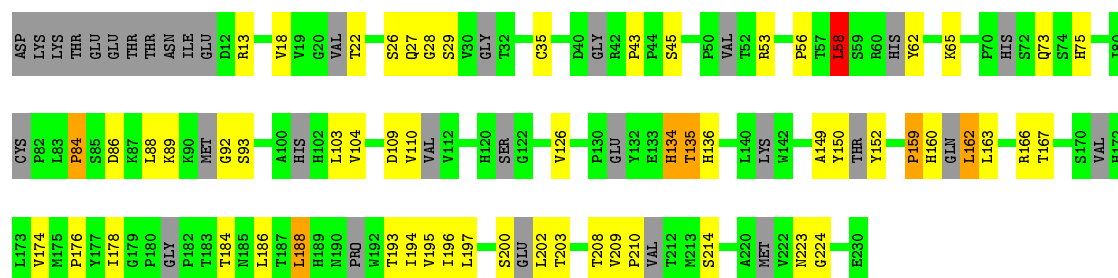 ASP LYS LYS THR GLU GLU THR THR ASN ILE GLU D12 R13 V18 V19 G20 VAL T22 S26 Q27 G28 S29 V30 GLY T32 C35 D40 GLY R42 P43 P44 S45 P50 VAL T52 R53 P56 T57 L58 S59 R60 HIS Y62 K65 P70 HIS S72 Q73 S74 H75 I80
CYS P82 L83 P84 S85 D86 K87 L88 K89 K90 MET G92 S93 A100 HIS H102 L103 V104 D109 V110 VAL V112 H120 SER G122 V126 P130 GLU Y132 E133 H134 T135 H136 L140 LYS W142 A149 Y150 THR Y152 P159 H160 GLN L162 L163 R166 T167 S170 VAL H172
L173 V174 M175 P176 Y177 I178 G179 P180 GLY P182 T183 T184 N185 L186 T187 L188 H189 N190 PRO W192 T193 I194 V195 I196 L197 S200 GLU L202 T203 T208 V209 P210 VAL T212 M213 S214 A220 MET V222 N223 G224 E230